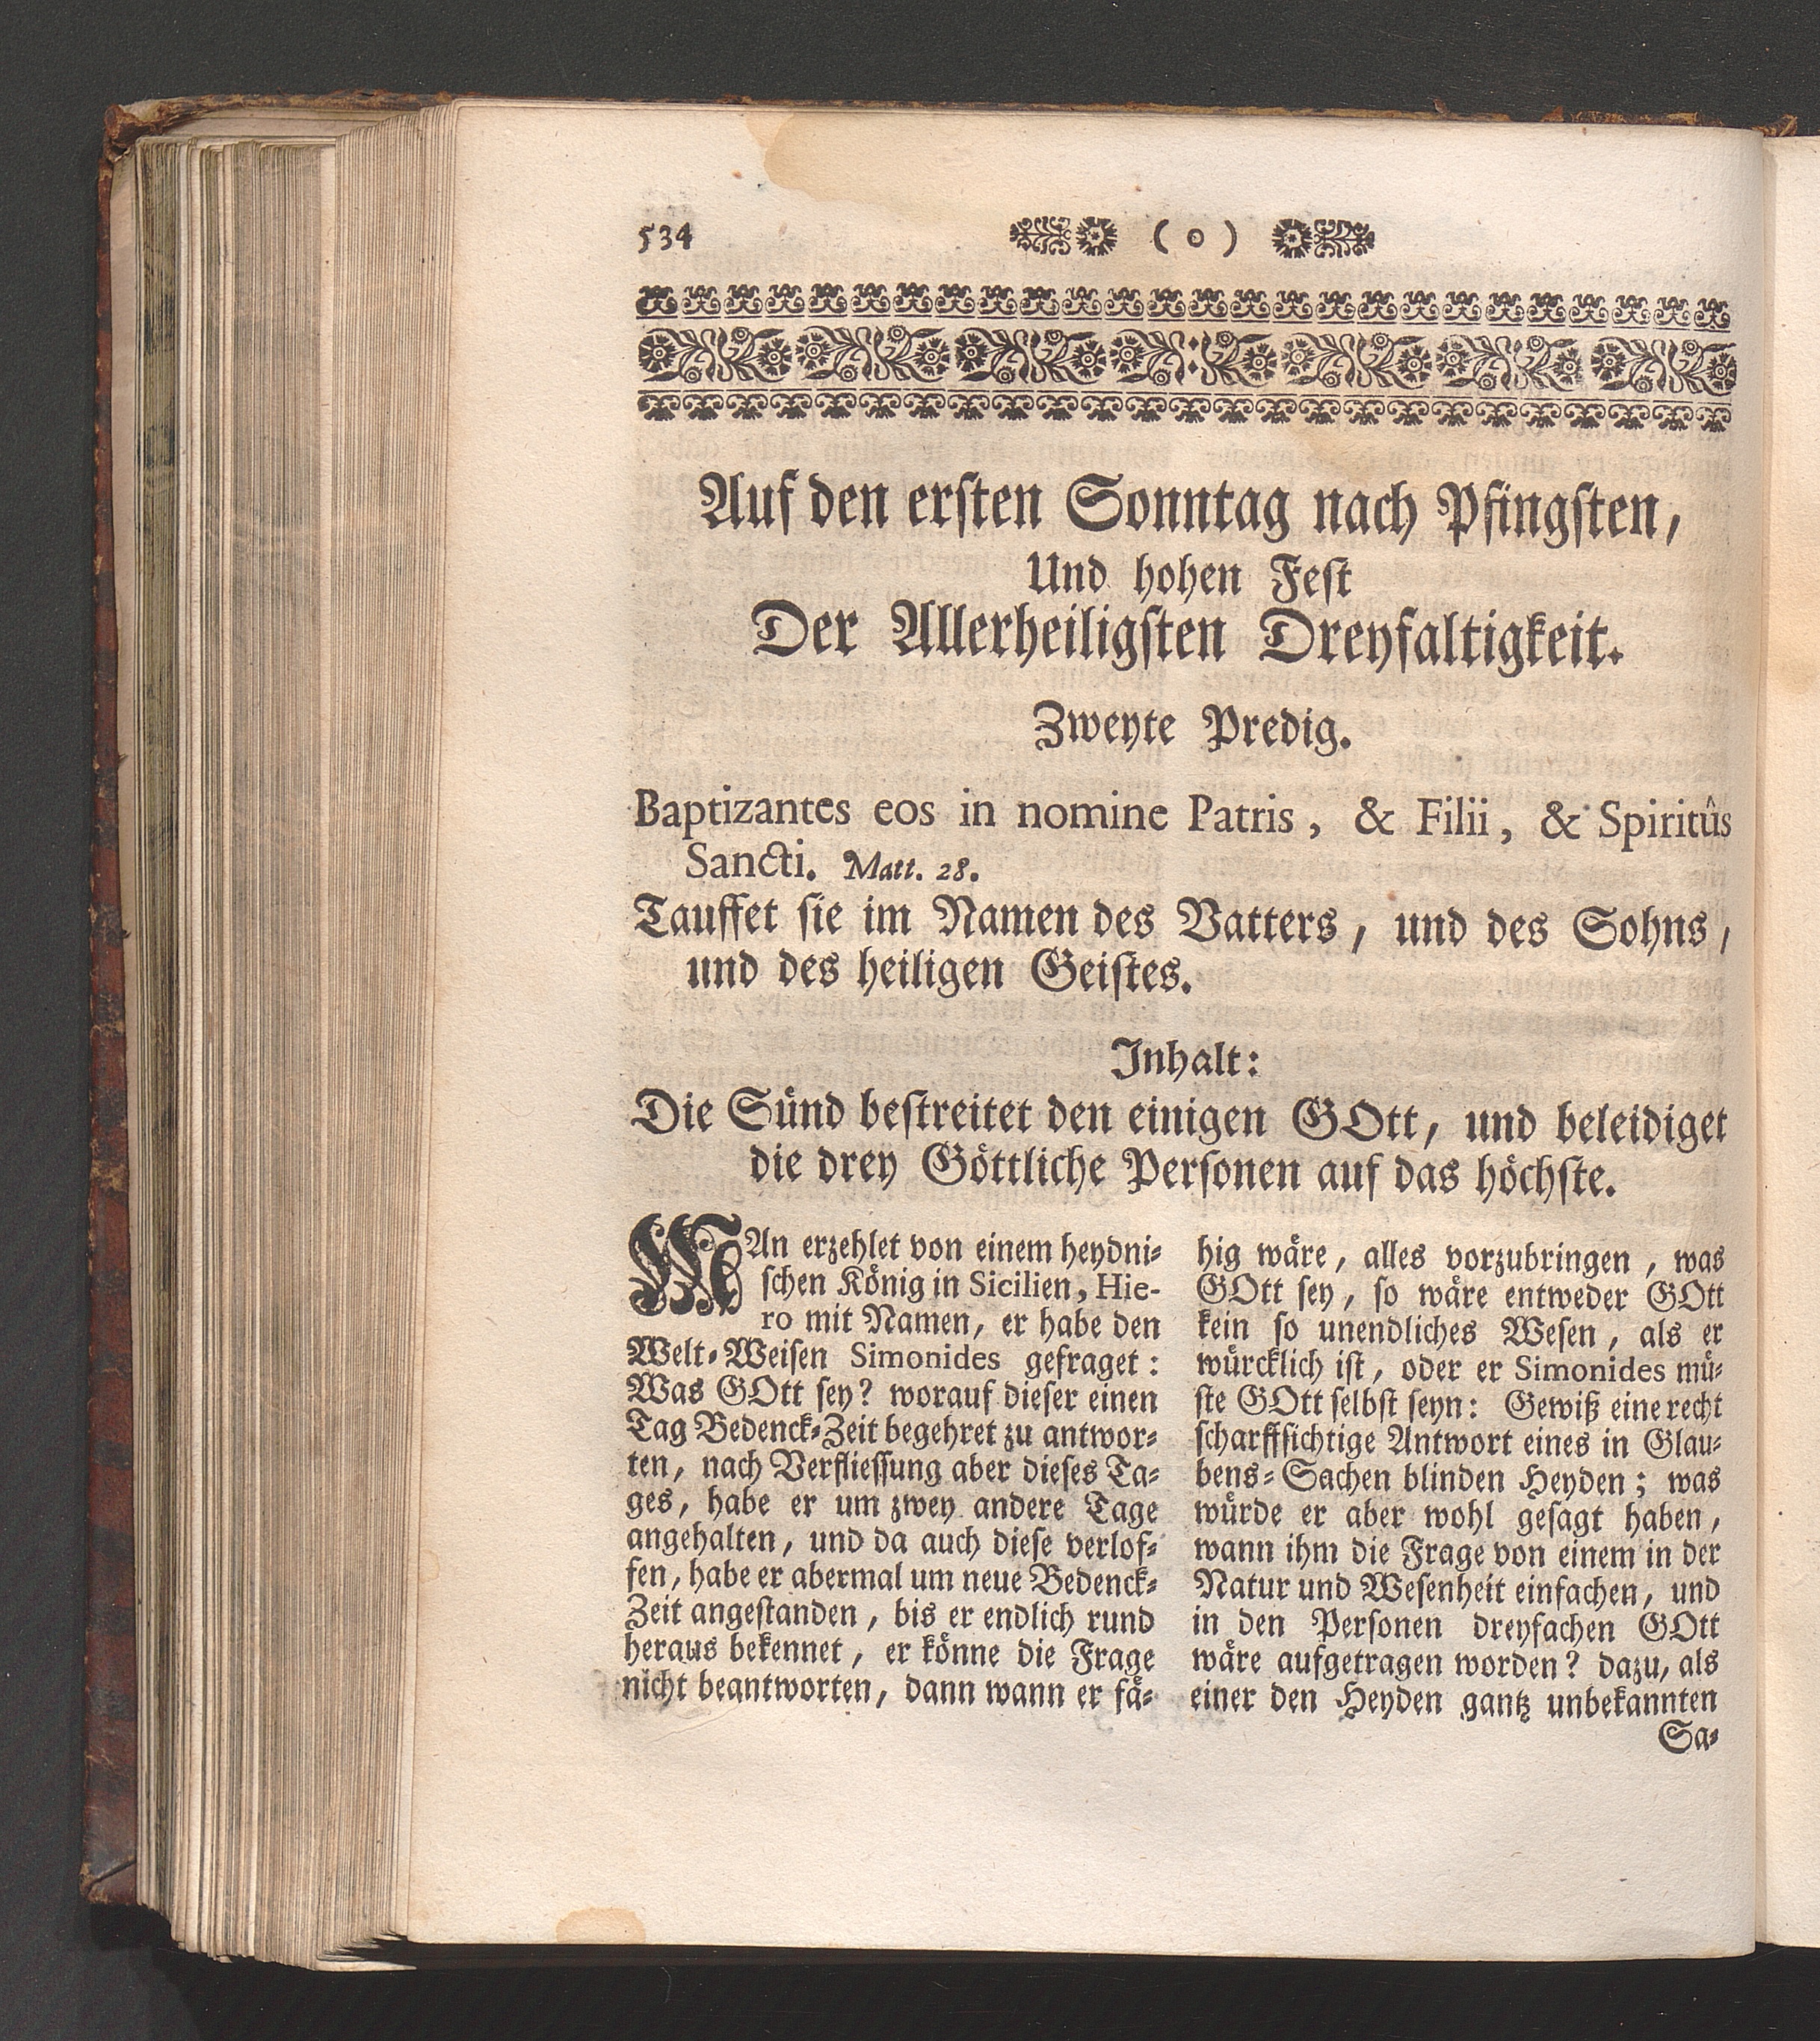 534 ( o )
Auf den ersten Sonntag nach Pfingsten,
Und hohen Fest
Der Allerheiligsten Dreyfaltigkeit.
Zweyte Predig.
Baptizantes eos in nomine Patris, & Filii, & Spiritûs
Sancti. Matt. 28.
Tauffet sie im Namen des Vatters, und des Sohns,
und des heiligen Geistes.
Inhalt:
Die Sünd bestreitet den einigen GOtt, und beleidiget
die drey Göttliche Personen auf das höchste.
MAn erzehlet von einem heydni-
schen König in Sicilien, Hie-
ro mit Namen, er habe den
Welt-Weisen Simonides gefraget:
Was GOtt sey? worauf dieser einen
Tag Bedenck-Zeit begehret zu antwor-
ten, nach Verfliessung aber dieses Ta-
ges, habe er um zwey andere Tage
angehalten, und da auch diese verlof-
fen, habe er abermal um neue Bedenck-
Zeit angestanden, bis er endlich rund
heraus bekennet, er könne die Frage
nicht beantworten, dann wann er fä-
hig wäre, alles vorzubringen, was
GOtt sey, so wäre entweder GOtt
kein so unendliches Wesen, als er
würcklich ist, oder er Simonides mü-
ste GOtt selbst seyn: Gewiß eine recht
scharffsichtige Antwort eines in Glau-
bens-Sachen blinden Heyden; was
würde er aber wohl gesagt haben,
wann ihm die Frage von einem in der
Natur und Wesenheit einfachen, und
in den Personen dreyfachen GOtt
wäre aufgetragen worden? dazu, als
einer den Heyden gantz unbekannten
Sa-